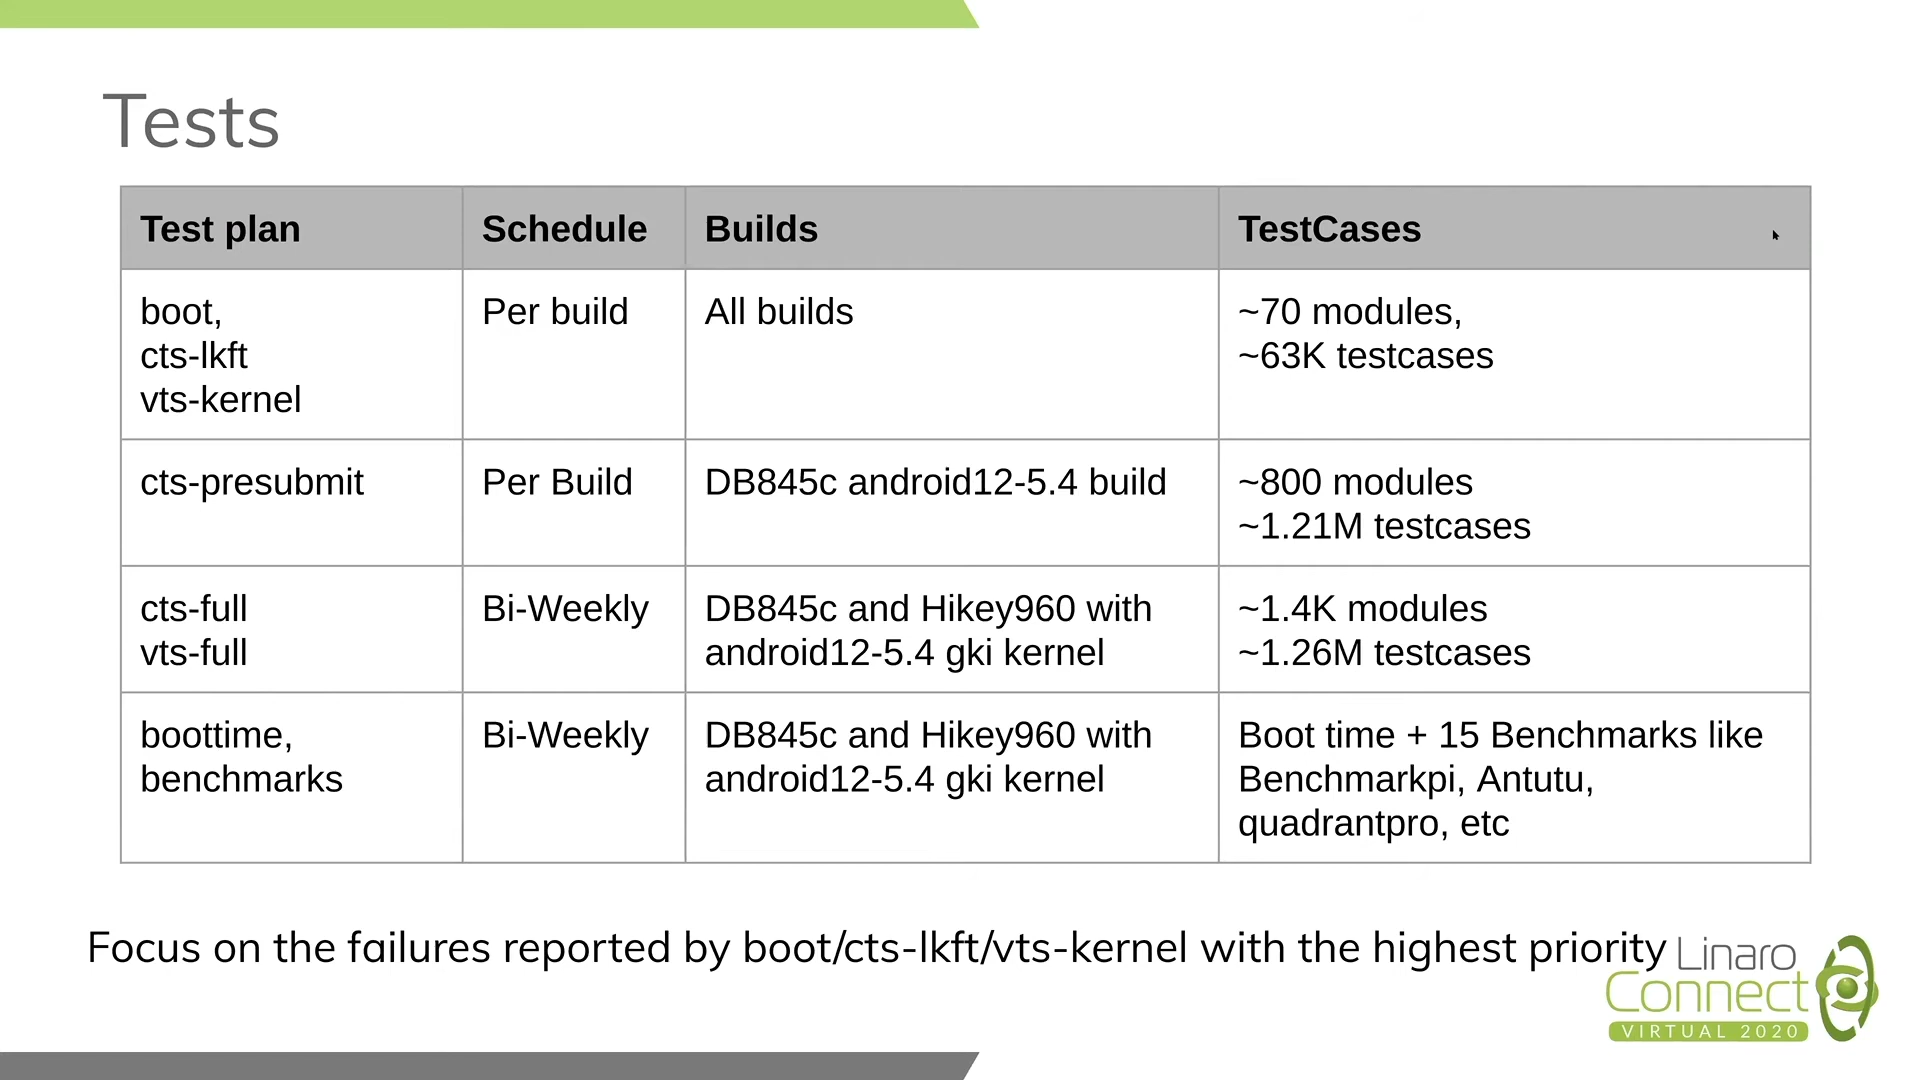 Tests
Test plan
Schedule
Builds
TestCases
boot,
cts-lkft
vts-kernel
Per build
All builds
~70 modules,
~63K testcases
cts-presubmit
Per Build
DB845c android12-5.4 build
~800 modules
~1.21M testcases
cts-full
vts-full
Bi-Weekly
DB845c and Hikey960 with
android12-5.4 gki kernel
~1.4K modules
~1.26M testcases
boottime,
benchmarks
Bi-Weekly
DB845c and Hikey960 with
android12-5.4 gki kernel
Boot time + 15 Benchmarks like
Benchmarkpi, Antutu,
quadrantpro, etc
Focus on the failures reported by boot/cts-lkft/vts-kernel with the highest priority
Linaro
Connect
VIRTUAL 2020